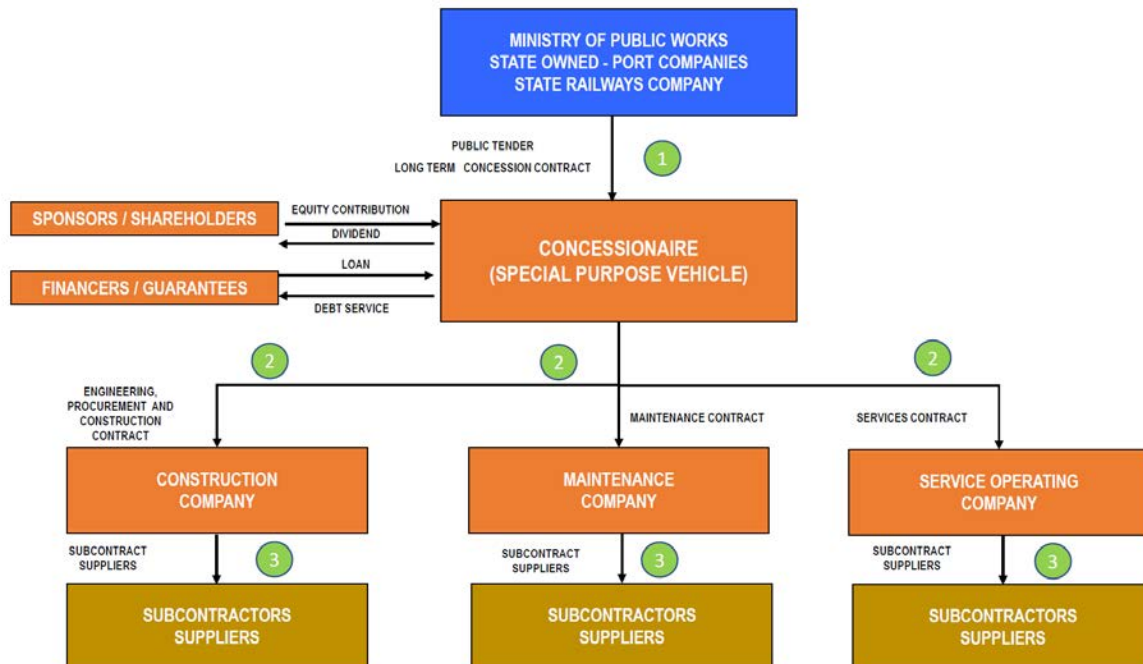 MINISTRY OF PUBLIC WORKS
STATE OWNED - PORT COMPANIES
STATE RAILWAYS COMPANY
PUBLIC TENDER
LONG TERM CONCESSION CONTRACT
1
SPONSORS / SHAREHOLDERS
EQUITY CONTRIBUTION
DIVIDEND
FINANCERS / GUARANTEES
LOAN
DEBT SERVICE
CONCESSIONAIRE
(SPECIAL PURPOSE VEHICLE)
2
2
2
ENGINEERING,
PROCUREMENT AND
CONSTRUCTION
CONTRACT
MAINTENANCE CONTRACT
SERVICES CONTRACT
CONSTRUCTION
COMPANY
MAINTENANCE
COMPANY
SERVICE OPERATING
COMPANY
SUBCONTRACT
SUPPLIERS
3
SUBCONTRACT
SUPPLIERS
3
SUBCONTRACT
SUPPLIERS
3
SUBCONTRACTORS
SUPPLIERS
SUBCONTRACTORS
SUPPLIERS
SUBCONTRACTORS
SUPPLIERS